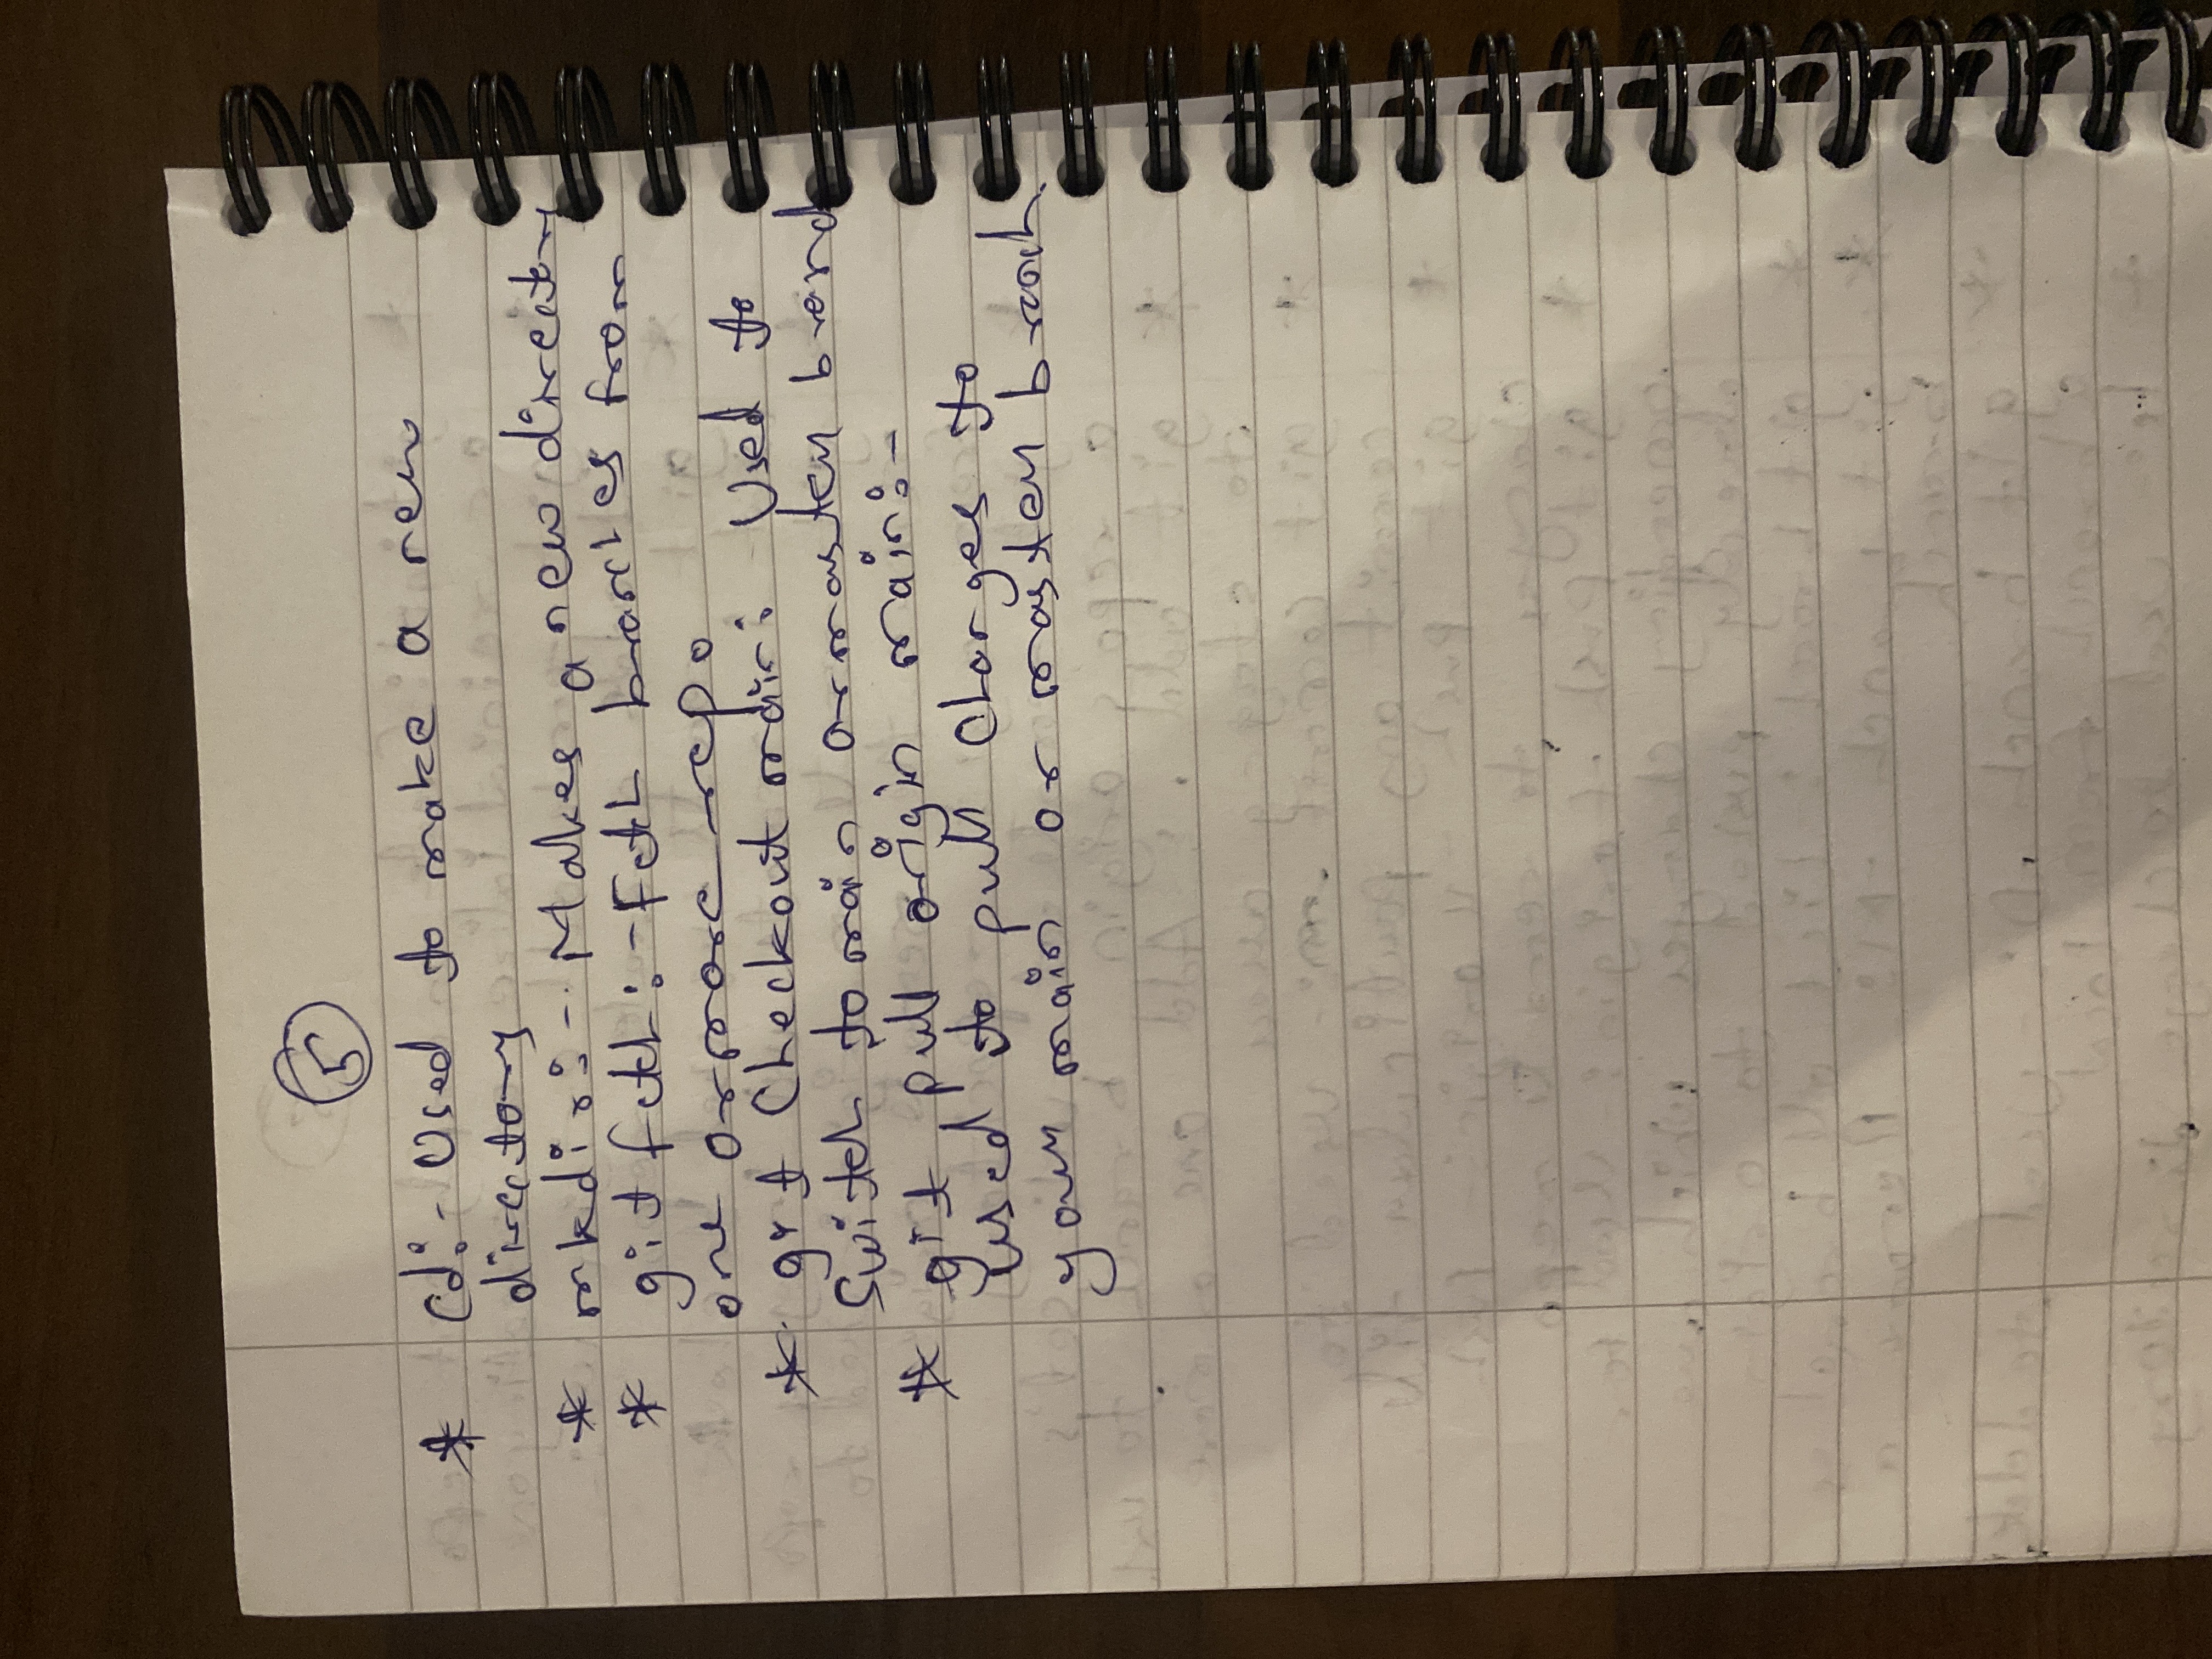 5
* Cd:- Used to make a new
directory
* mkdir:- Makes a new directory
* git fetch:- Fetch branches from
one or more repo
* git Checkout main: Used to
Switch to main or master branch
* git pull origin main:-
used to pull changes to
your main or master branch.